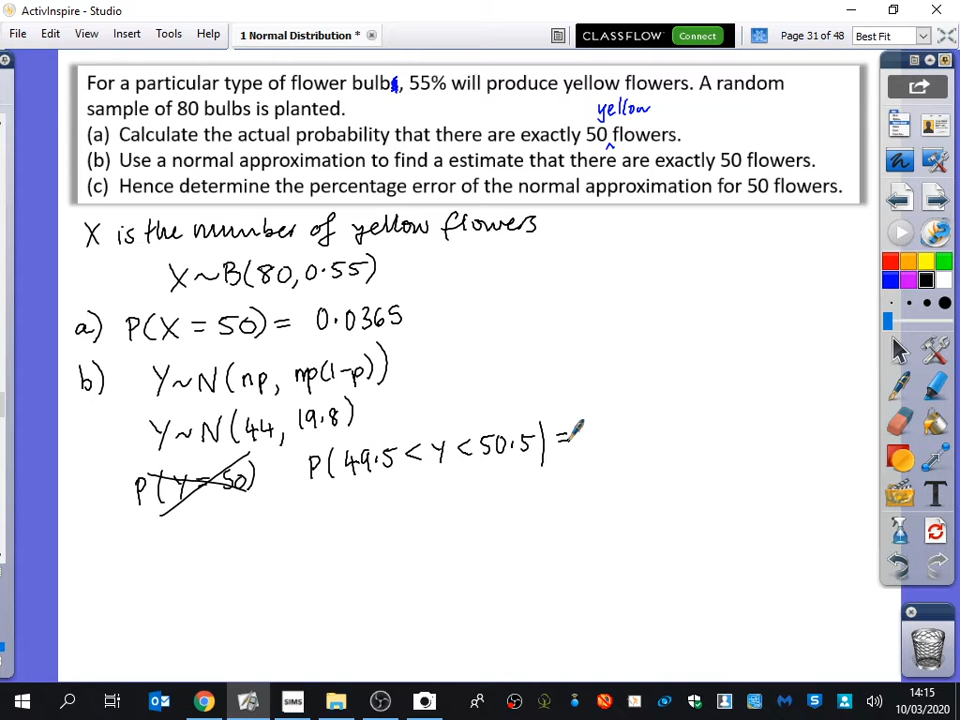 ActivInspire - Studio
File Edit View Insert Tools Help
1 Normal Distribution *
CLASSFLOW Connect
Page 31 of 48
Best Fit
For a particular type of flower bulbs, 55% will produce yellow flowers. A random
sample of 80 bulbs is planted.
yellow
(a) Calculate the actual probability that there are exactly 50 flowers.
(b) Use a normal approximation to find a estimate that there are exactly 50 flowers.
(c) Hence determine the percentage error of the normal approximation for 50 flowers.
X is the number of yellow flowers
X~B(80, 0.55)
a) P(X = 50) = 0.0365
b) Y~N(np, np(1-p))
Y~N(44, 19.8)
P(Y = 50) P(49.5 < Y < 50.5) =
T
SIMS
14:15
10/03/2020